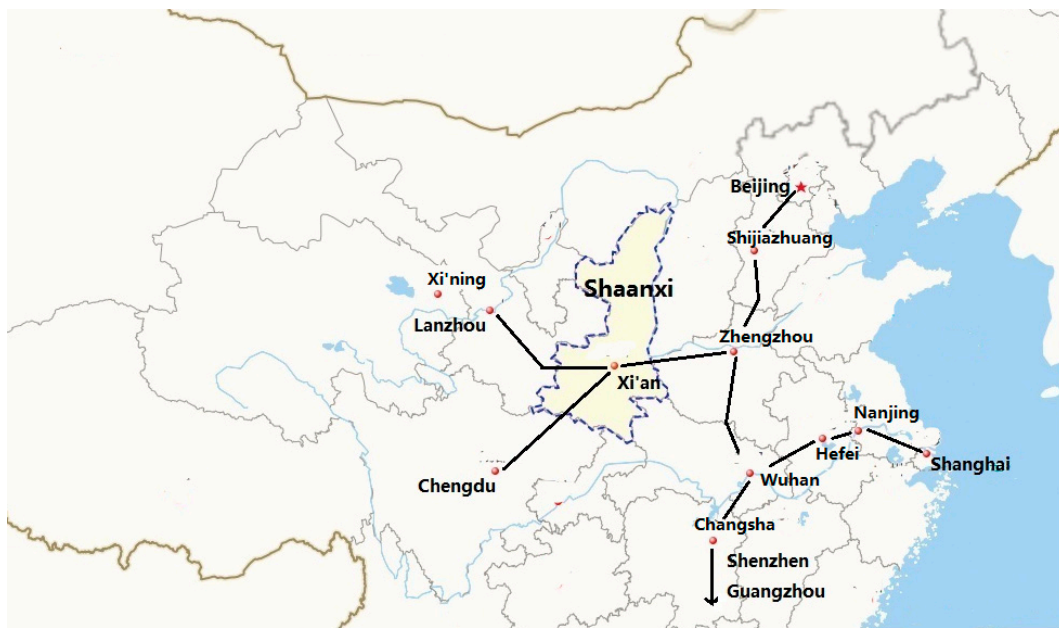 Beijing
Shijiazhuang
Xi'ning
Shaanxi
Lanzhou
Zhengzhou
Xi'an
Nanjing
Hefei
Shanghai
Chengdu
Wuhan
Changsha
Shenzhen
Guangzhou